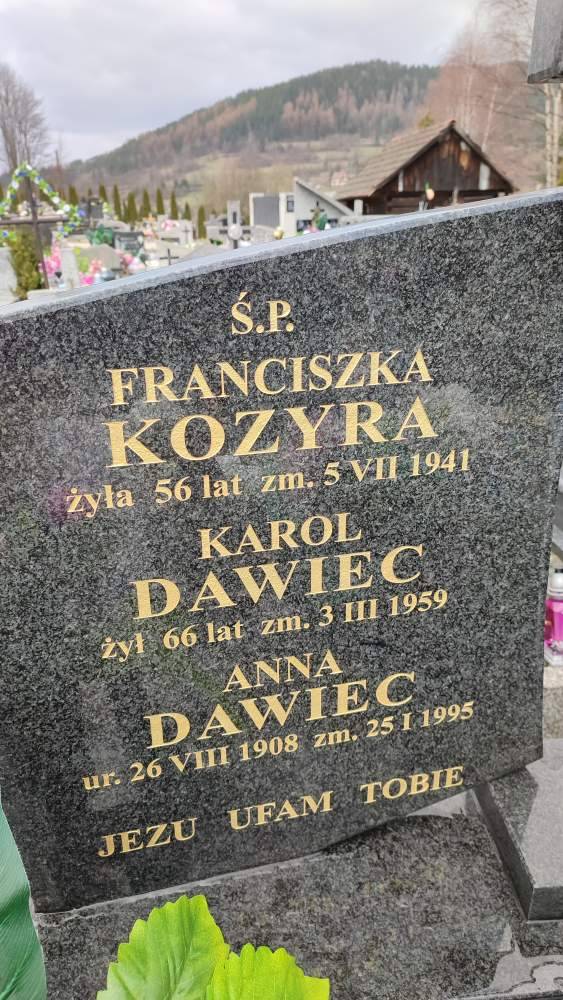 Ś.P.
FRANCISZKA
KOZYRA
żyła 56 lat zm. 5 VII 1941
KAROL
DAWIEC
żył 66 lat zm. 3 III 1959
ANNA
DAWIEC
ur. 26 VIII 1908 zm. 25 I 1995
JEZU UFAM TOBIE